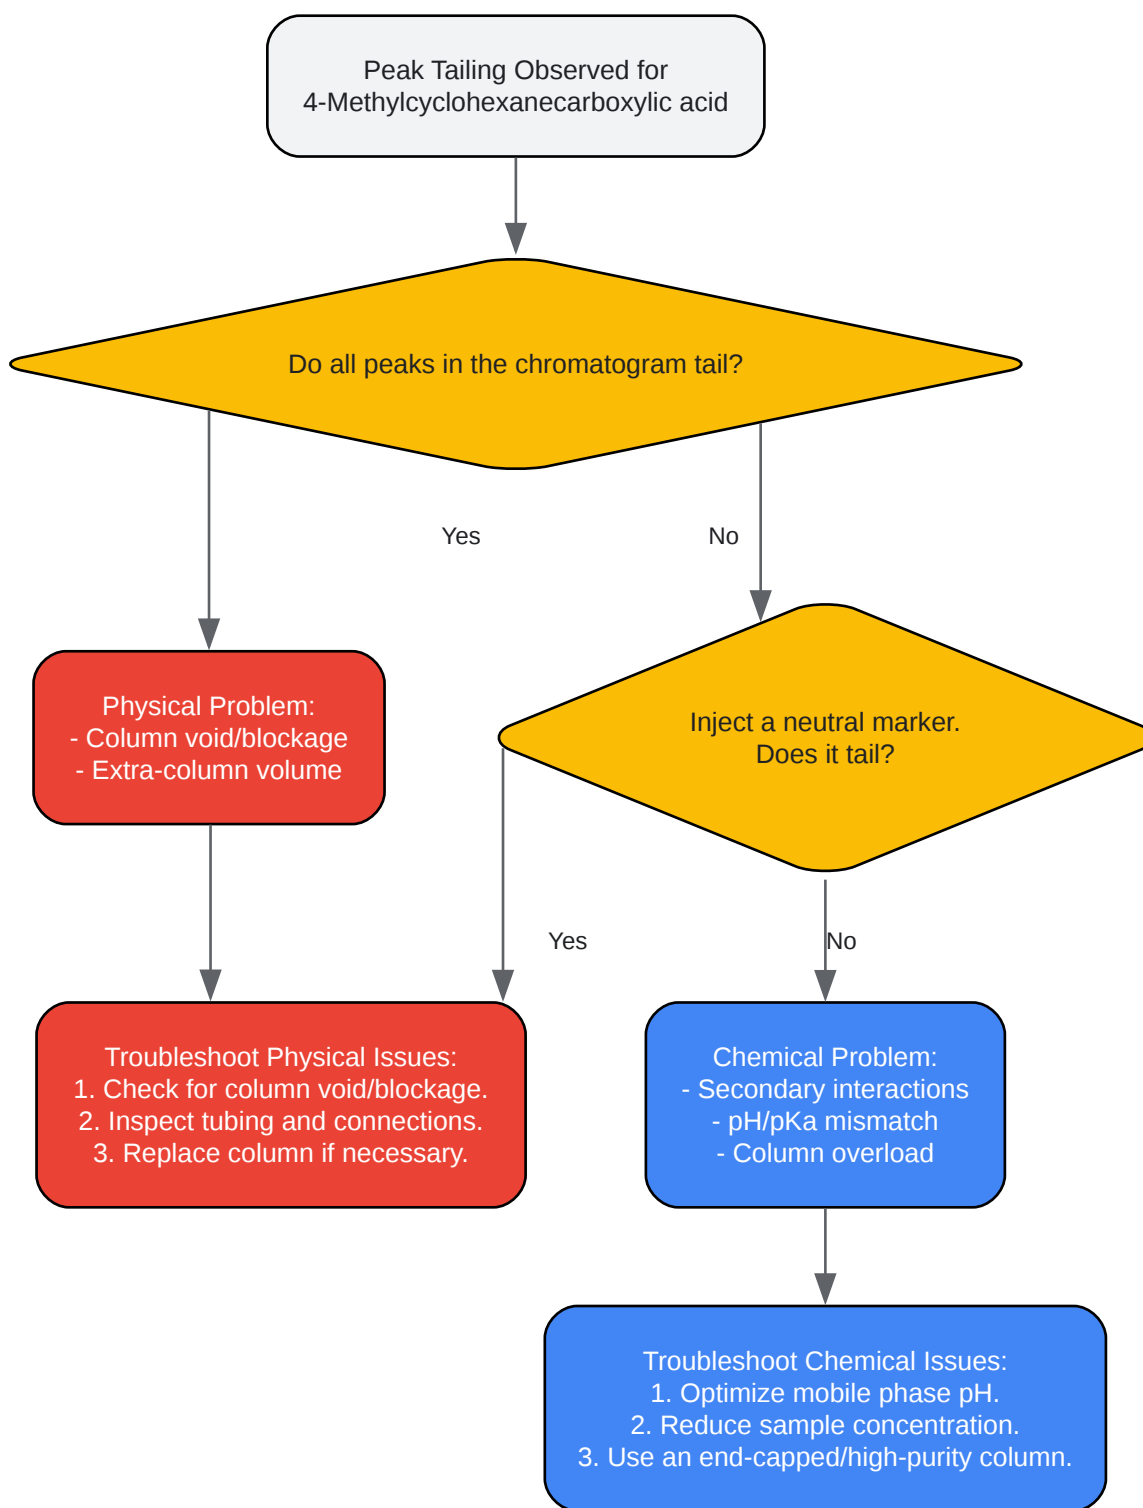 Peak Tailing Observed for
4-Methylcyclohexanecarboxylic acid
Do all peaks in the chromatogram tail?
Yes
No
Physical Problem:
- Column void/blockage
- Extra-column volume
Inject a neutral marker.
Does it tail?
Yes
No
Troubleshoot Physical Issues:
1. Check for column void/blockage.
2. Inspect tubing and connections.
3. Replace column if necessary.
Chemical Problem:
- Secondary interactions
- pH/pKa mismatch
- Column overload
Troubleshoot Chemical Issues:
1. Optimize mobile phase pH.
2. Reduce sample concentration.
3. Use an end-capped/high-purity column.